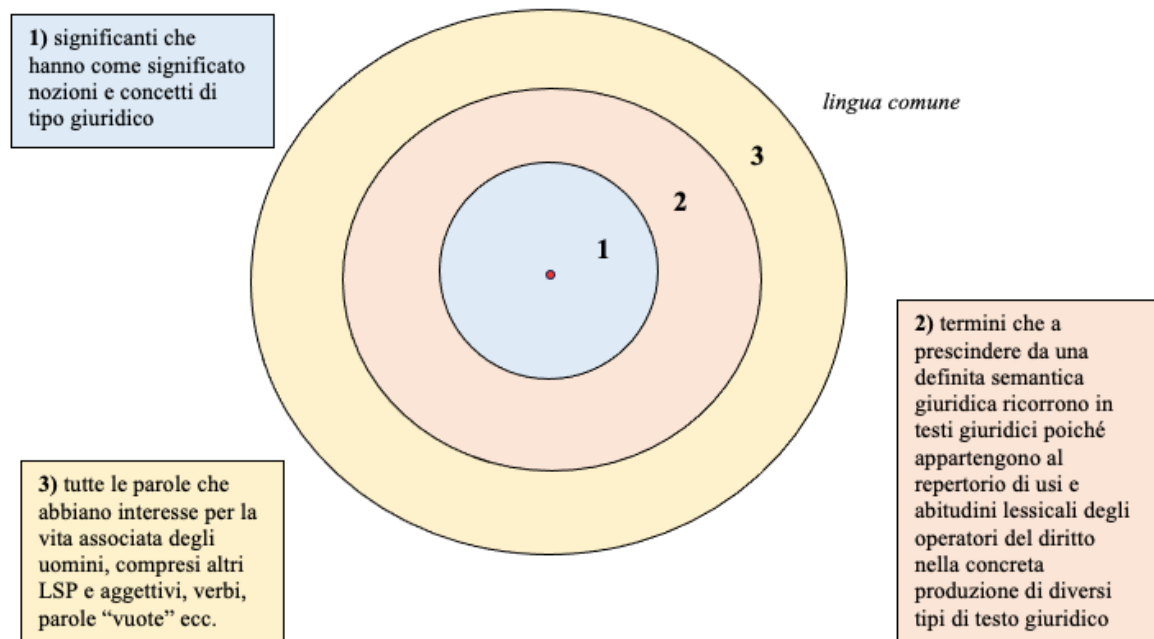 1) significanti che
hanno come significato
nozioni e concetti di
tipo giuridico
lingua comune
3
2
1
2) termini che a
prescindere da una
definita semantica
giuridica ricorrono in
testi giuridici poiché
appartengono al
repertorio di usi e
abitudini lessicali degli
operatori del diritto
nella concreta
produzione di diversi
tipi di testo giuridico
3) tutte le parole che
abbiano interesse per la
vita associata degli
uomini, compresi altri
LSP e aggettivi, verbi,
parole “vuote” ecc.